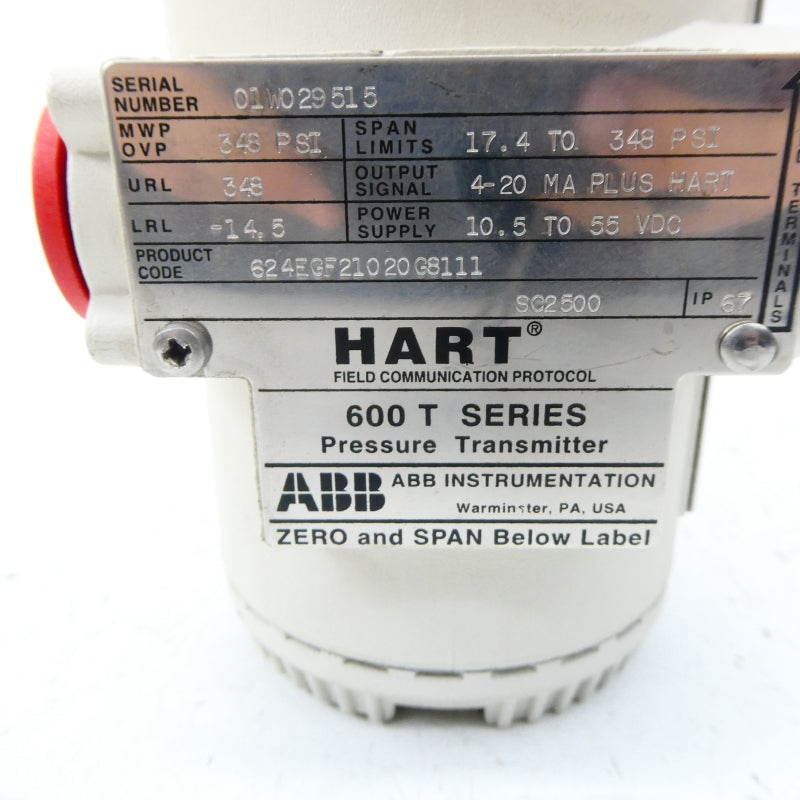 SERIAL NUMBER 01W029515
MWP OVP 348 PSI SPAN LIMITS 17.4 TO 348 PSI
URL 348 OUTPUT SIGNAL 4-20 MA PLUS HART
LRL -14.5 POWER SUPPLY 10.5 TO 55 VDC
PRODUCT CODE 624EGF21020G8111
SC2500 IP 67
TERMINALS
HART®
FIELD COMMUNICATION PROTOCOL
600 T SERIES
Pressure Transmitter
ABB ABB INSTRUMENTATION
Warminster, PA, USA
ZERO and SPAN Below Label